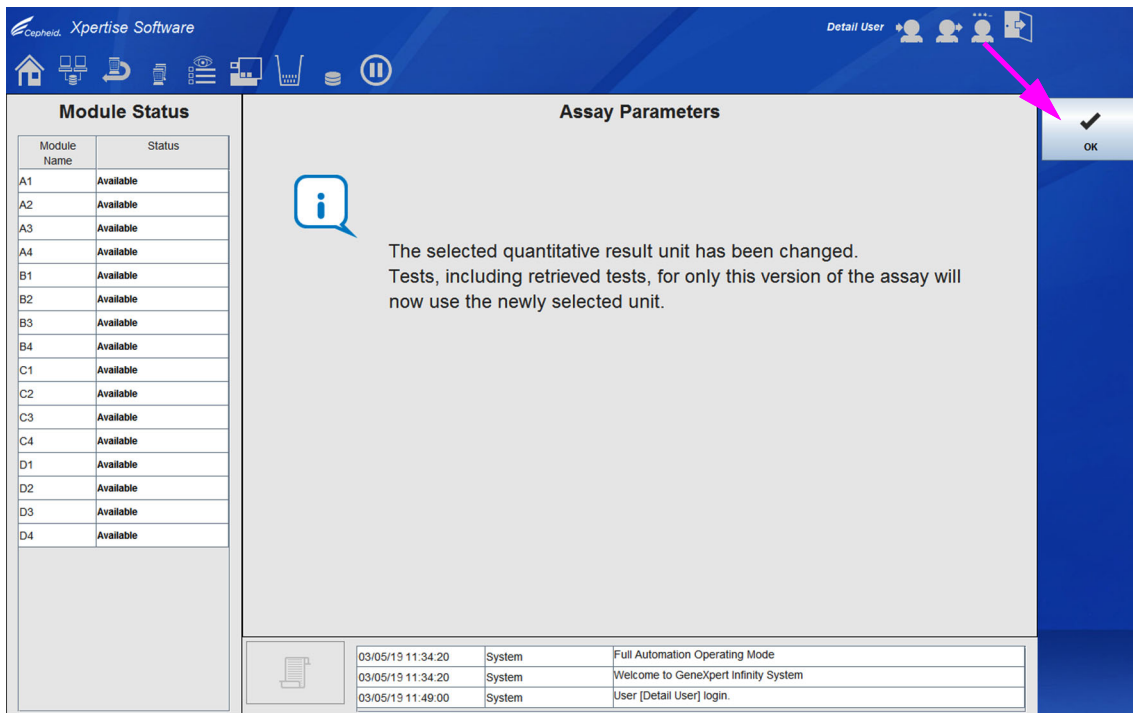 Cepheid. Xpertise Software
Detail User
Module Status
Assay Parameters
OK
Module Name Status
A1 Available
A2 Available
A3 Available
A4 Available
B1 Available
B2 Available
B3 Available
B4 Available
C1 Available
C2 Available
C3 Available
C4 Available
D1 Available
D2 Available
D3 Available
D4 Available
The selected quantitative result unit has been changed.
Tests, including retrieved tests, for only this version of the assay will
now use the newly selected unit.
03/05/19 11:34:20 System Full Automation Operating Mode
03/05/19 11:34:20 System Welcome to GeneXpert Infinity System
03/05/19 11:49:00 System User [Detail User] login.